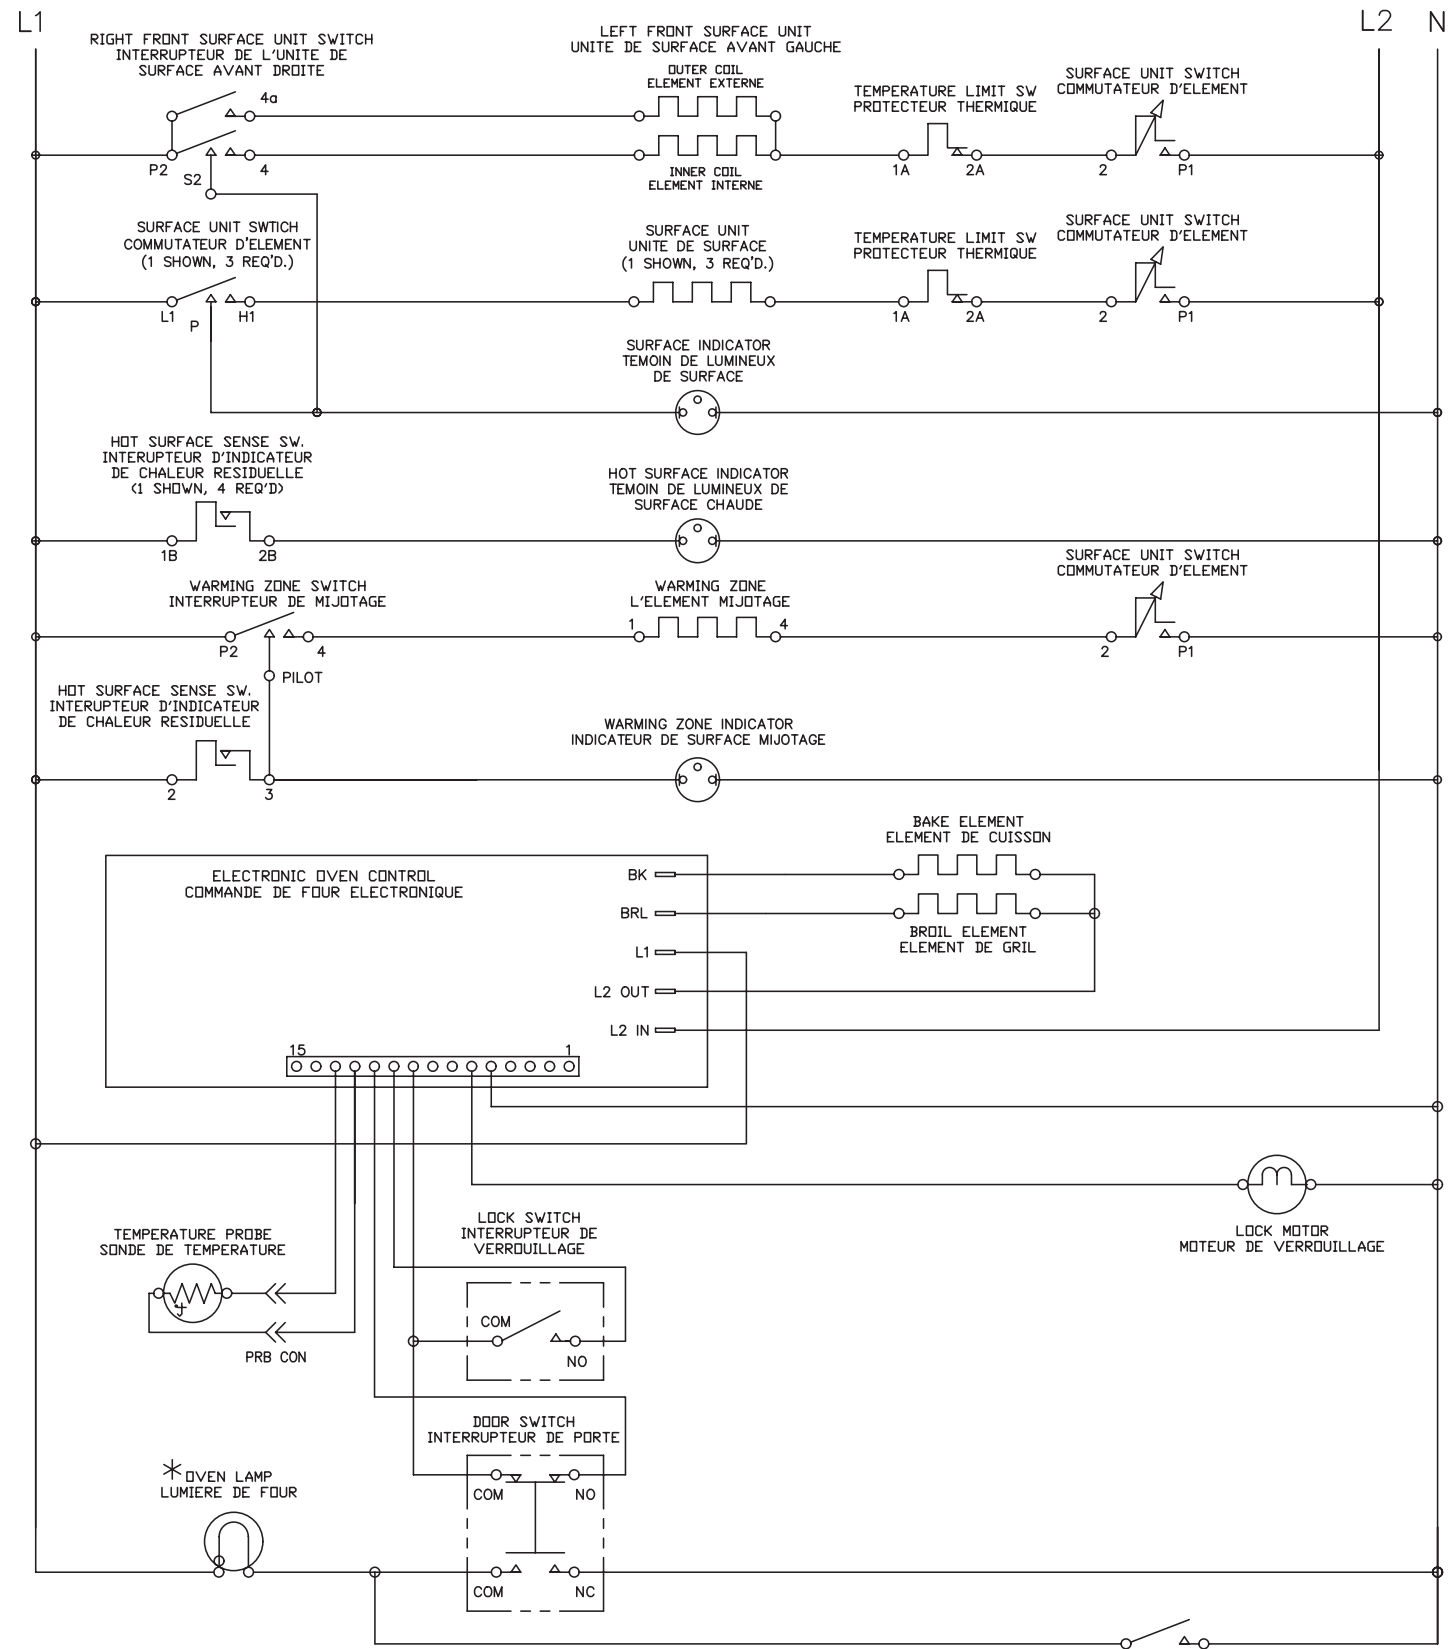 L1
L2 N
RIGHT FRONT SURFACE UNIT SWITCH
INTERRUPTEUR DE L'UNITE DE
SURFACE AVANT DROITE
LEFT FRONT SURFACE UNIT
UNITE DE SURFACE AVANT GAUCHE
OUTER COIL
ELEMENT EXTERNE
TEMPERATURE LIMIT SW
PROTECTEUR THERMIQUE
SURFACE UNIT SWITCH
COMMUTATEUR D'ELEMENT
4a
P2
S2
4
INNER COIL
ELEMENT INTERNE
1A
2A
2
P1
SURFACE UNIT SWTICH
COMMUTATEUR D'ELEMENT
(1 SHOWN, 3 REQ'D.)
SURFACE UNIT
UNITE DE SURFACE
(1 SHOWN, 3 REQ'D.)
TEMPERATURE LIMIT SW
PROTECTEUR THERMIQUE
SURFACE UNIT SWITCH
COMMUTATEUR D'ELEMENT
L1
P
H1
1A
2A
2
P1
SURFACE INDICATOR
TEMOIN DE LUMINEUX
DE SURFACE
HOT SURFACE SENSE SW.
INTERUPTEUR D'INDICATEUR
DE CHALEUR RESIDUELLE
(1 SHOWN, 4 REQ'D)
HOT SURFACE INDICATOR
TEMOIN DE LUMINEUX DE
SURFACE CHAUDE
1B
2B
WARMING ZONE SWITCH
INTERRUPTEUR DE MIJOTAGE
WARMING ZONE
L'ELEMENT MIJOTAGE
SURFACE UNIT SWITCH
COMMUTATEUR D'ELEMENT
P2
4
1
4
2
P1
PILOT
HOT SURFACE SENSE SW.
INTERUPTEUR D'INDICATEUR
DE CHALEUR RESIDUELLE
WARMING ZONE INDICATOR
INDICATEUR DE SURFACE MIJOTAGE
2
3
BAKE ELEMENT
ELEMENT DE CUISSON
ELECTRONIC OVEN CONTROL
COMMANDE DE FOUR ELECTRONIQUE
BK
BRL
BROIL ELEMENT
ELEMENT DE GRIL
L1
L2 OUT
L2 IN
15
1
LOCK MOTOR
MOTEUR DE VERROUILLAGE
TEMPERATURE PROBE
SONDE DE TEMPERATURE
PRB CON
LOCK SWITCH
INTERRUPTEUR DE
VERROUILLAGE
COM
NO
DOOR SWITCH
INTERRUPTEUR DE PORTE
COM
NO
* OVEN LAMP
LUMIERE DE FOUR
COM
NC